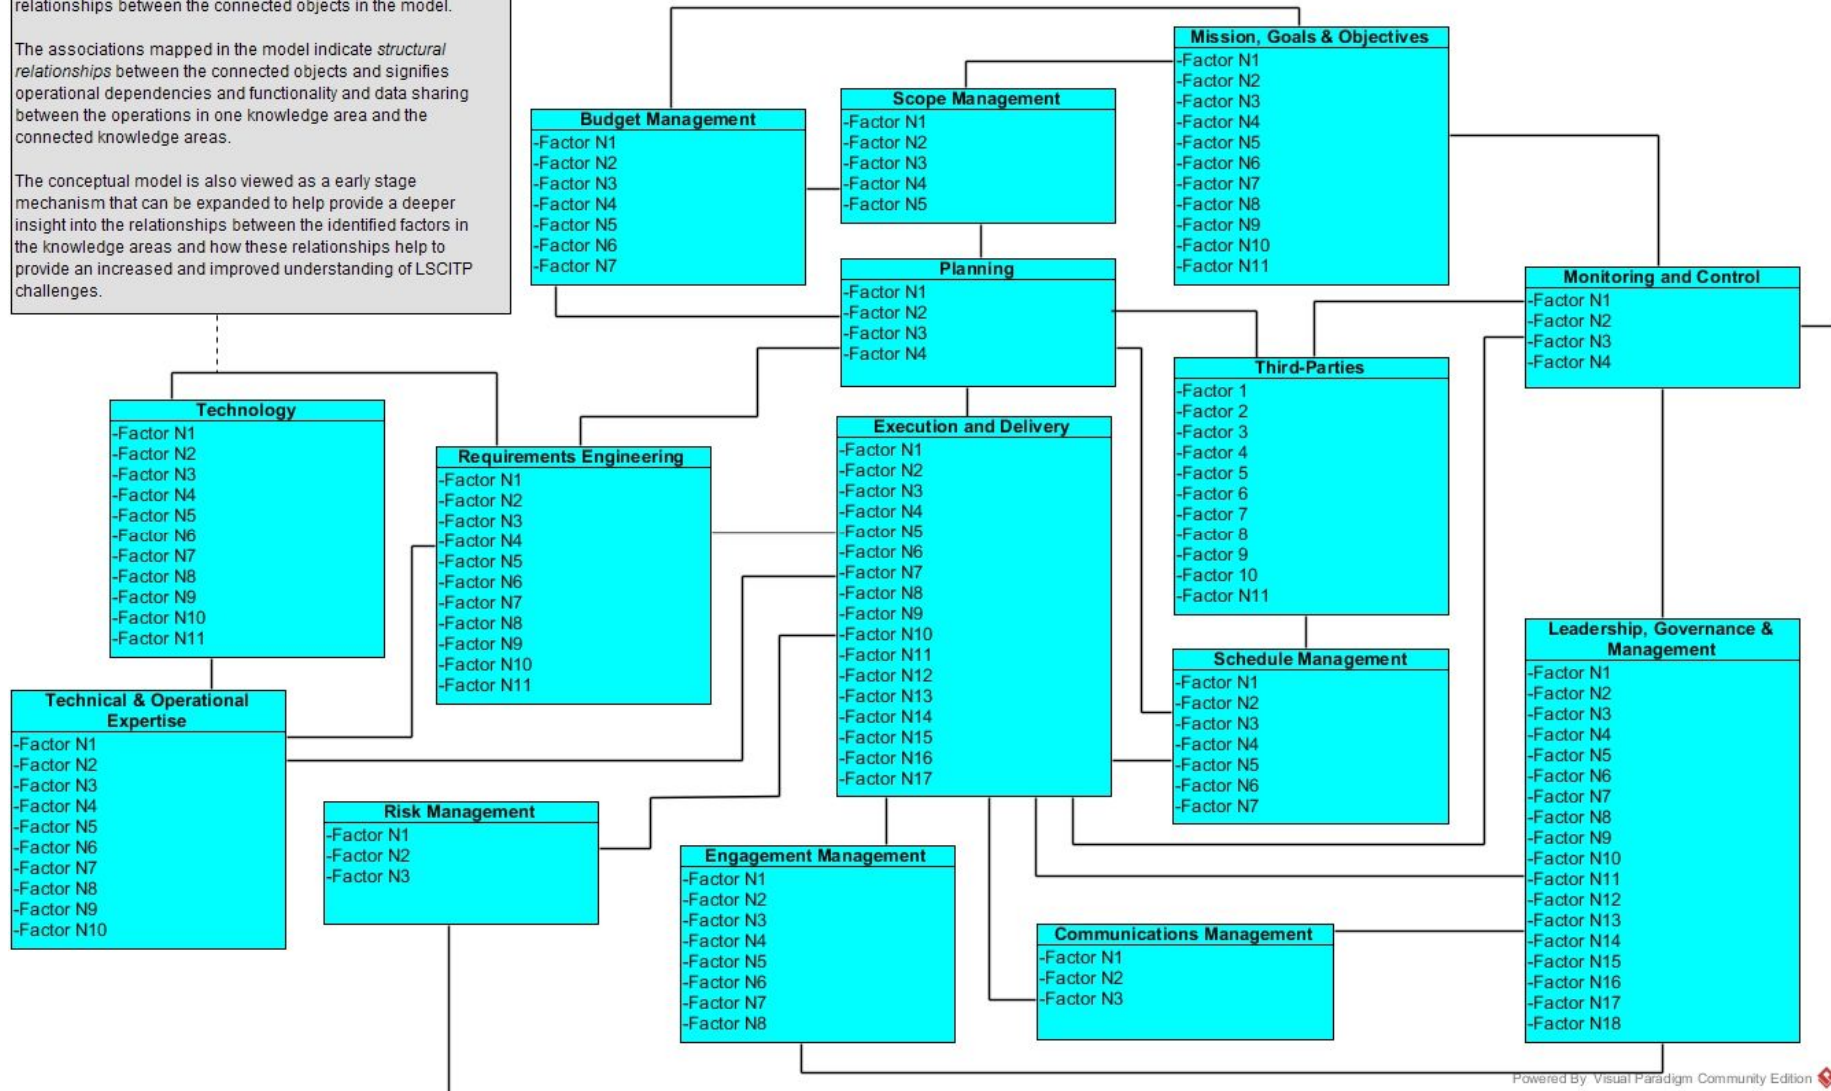 relationships between the connected objects in the model.
The associations mapped in the model indicate structural
relationships between the connected objects and signifies
operational dependencies and functionality and data sharing
between the operations in one knowledge area and the
connected knowledge areas.
The conceptual model is also viewed as a early stage
mechanism that can be expanded to help provide a deeper
insight into the relationships between the identified factors in
the knowledge areas and how these relationships help to
provide an increased and improved understanding of LSCITP
challenges.
Budget Management
-Factor N1
-Factor N2
-Factor N3
-Factor N4
-Factor N5
-Factor N6
-Factor N7
Scope Management
-Factor N1
-Factor N2
-Factor N3
-Factor N4
-Factor N5
Mission, Goals & Objectives
-Factor N1
-Factor N2
-Factor N3
-Factor N4
-Factor N5
-Factor N6
-Factor N7
-Factor N8
-Factor N9
-Factor N10
-Factor N11
Planning
-Factor N1
-Factor N2
-Factor N3
-Factor N4
Monitoring and Control
-Factor N1
-Factor N2
-Factor N3
-Factor N4
Third-Parties
-Factor 1
-Factor 2
-Factor 3
-Factor 4
-Factor 5
-Factor 6
-Factor 7
-Factor 8
-Factor 9
-Factor 10
-Factor N11
Technology
-Factor N1
-Factor N2
-Factor N3
-Factor N4
-Factor N5
-Factor N6
-Factor N7
-Factor N8
-Factor N9
-Factor N10
-Factor N11
Requirements Engineering
-Factor N1
-Factor N2
-Factor N3
-Factor N4
-Factor N5
-Factor N6
-Factor N7
-Factor N8
-Factor N9
-Factor N10
-Factor N11
Execution and Delivery
-Factor N1
-Factor N2
-Factor N3
-Factor N4
-Factor N5
-Factor N6
-Factor N7
-Factor N8
-Factor N9
-Factor N10
-Factor N11
-Factor N12
-Factor N13
-Factor N14
-Factor N15
-Factor N16
-Factor N17
Schedule Management
-Factor N1
-Factor N2
-Factor N3
-Factor N4
-Factor N5
-Factor N6
-Factor N7
Leadership, Governance &
Management
-Factor N1
-Factor N2
-Factor N3
-Factor N4
-Factor N5
-Factor N6
-Factor N7
-Factor N8
-Factor N9
-Factor N10
-Factor N11
-Factor N12
-Factor N13
-Factor N14
-Factor N15
-Factor N16
-Factor N17
-Factor N18
Technical & Operational
Expertise
-Factor N1
-Factor N2
-Factor N3
-Factor N4
-Factor N5
-Factor N6
-Factor N7
-Factor N8
-Factor N9
-Factor N10
Risk Management
-Factor N1
-Factor N2
-Factor N3
Engagement Management
-Factor N1
-Factor N2
-Factor N3
-Factor N4
-Factor N5
-Factor N6
-Factor N7
-Factor N8
Communications Management
-Factor N1
-Factor N2
-Factor N3
Powered By Visual Paradigm Community Edition